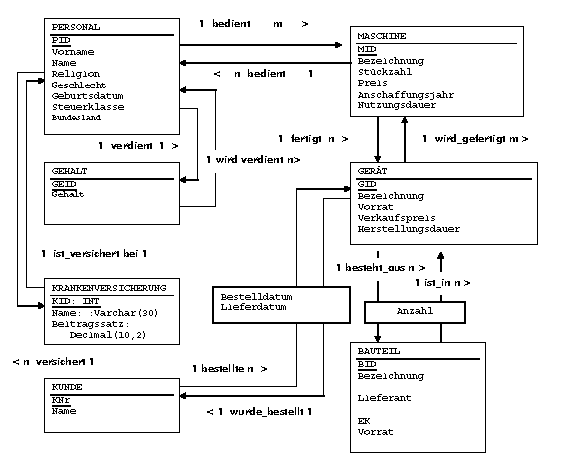 PERSONAL
PID
Vorname
Name
Religion
Geschlecht
Geburtsdatum
Steuerklasse
Bundesland
1 bedient m >
< n bedient 1
MASCHINE
MID
Bezeichnung
Stückzahl
Preis
Anschaffungsjahr
Nutzungsdauer
1 verdient 1 >
1 wird verdient n>
1 fertigt n >
1 wird_gefertigt m >
GEHALT
GEID
Gehalt
GERÄT
GID
Bezeichnung
Vorrat
Verkaufspreis
Herstellungsdauer
1 ist_versichert bei 1
1 besteht_aus n >
1 ist_in n >
KRANKENVERSICHERUNG
KID: INT
Name: :Varchar(30)
Beitragssatz:
Decimal(10,2)
Bestelldatum
Lieferdatum
Anzahl
< n versichert 1
1 bestellte n >
BAUTEIL
BID
Bezeichnung
Lieferant
EK
Vorrat
KUNDE
KNr
Name
< 1 wurde_bestellt 1